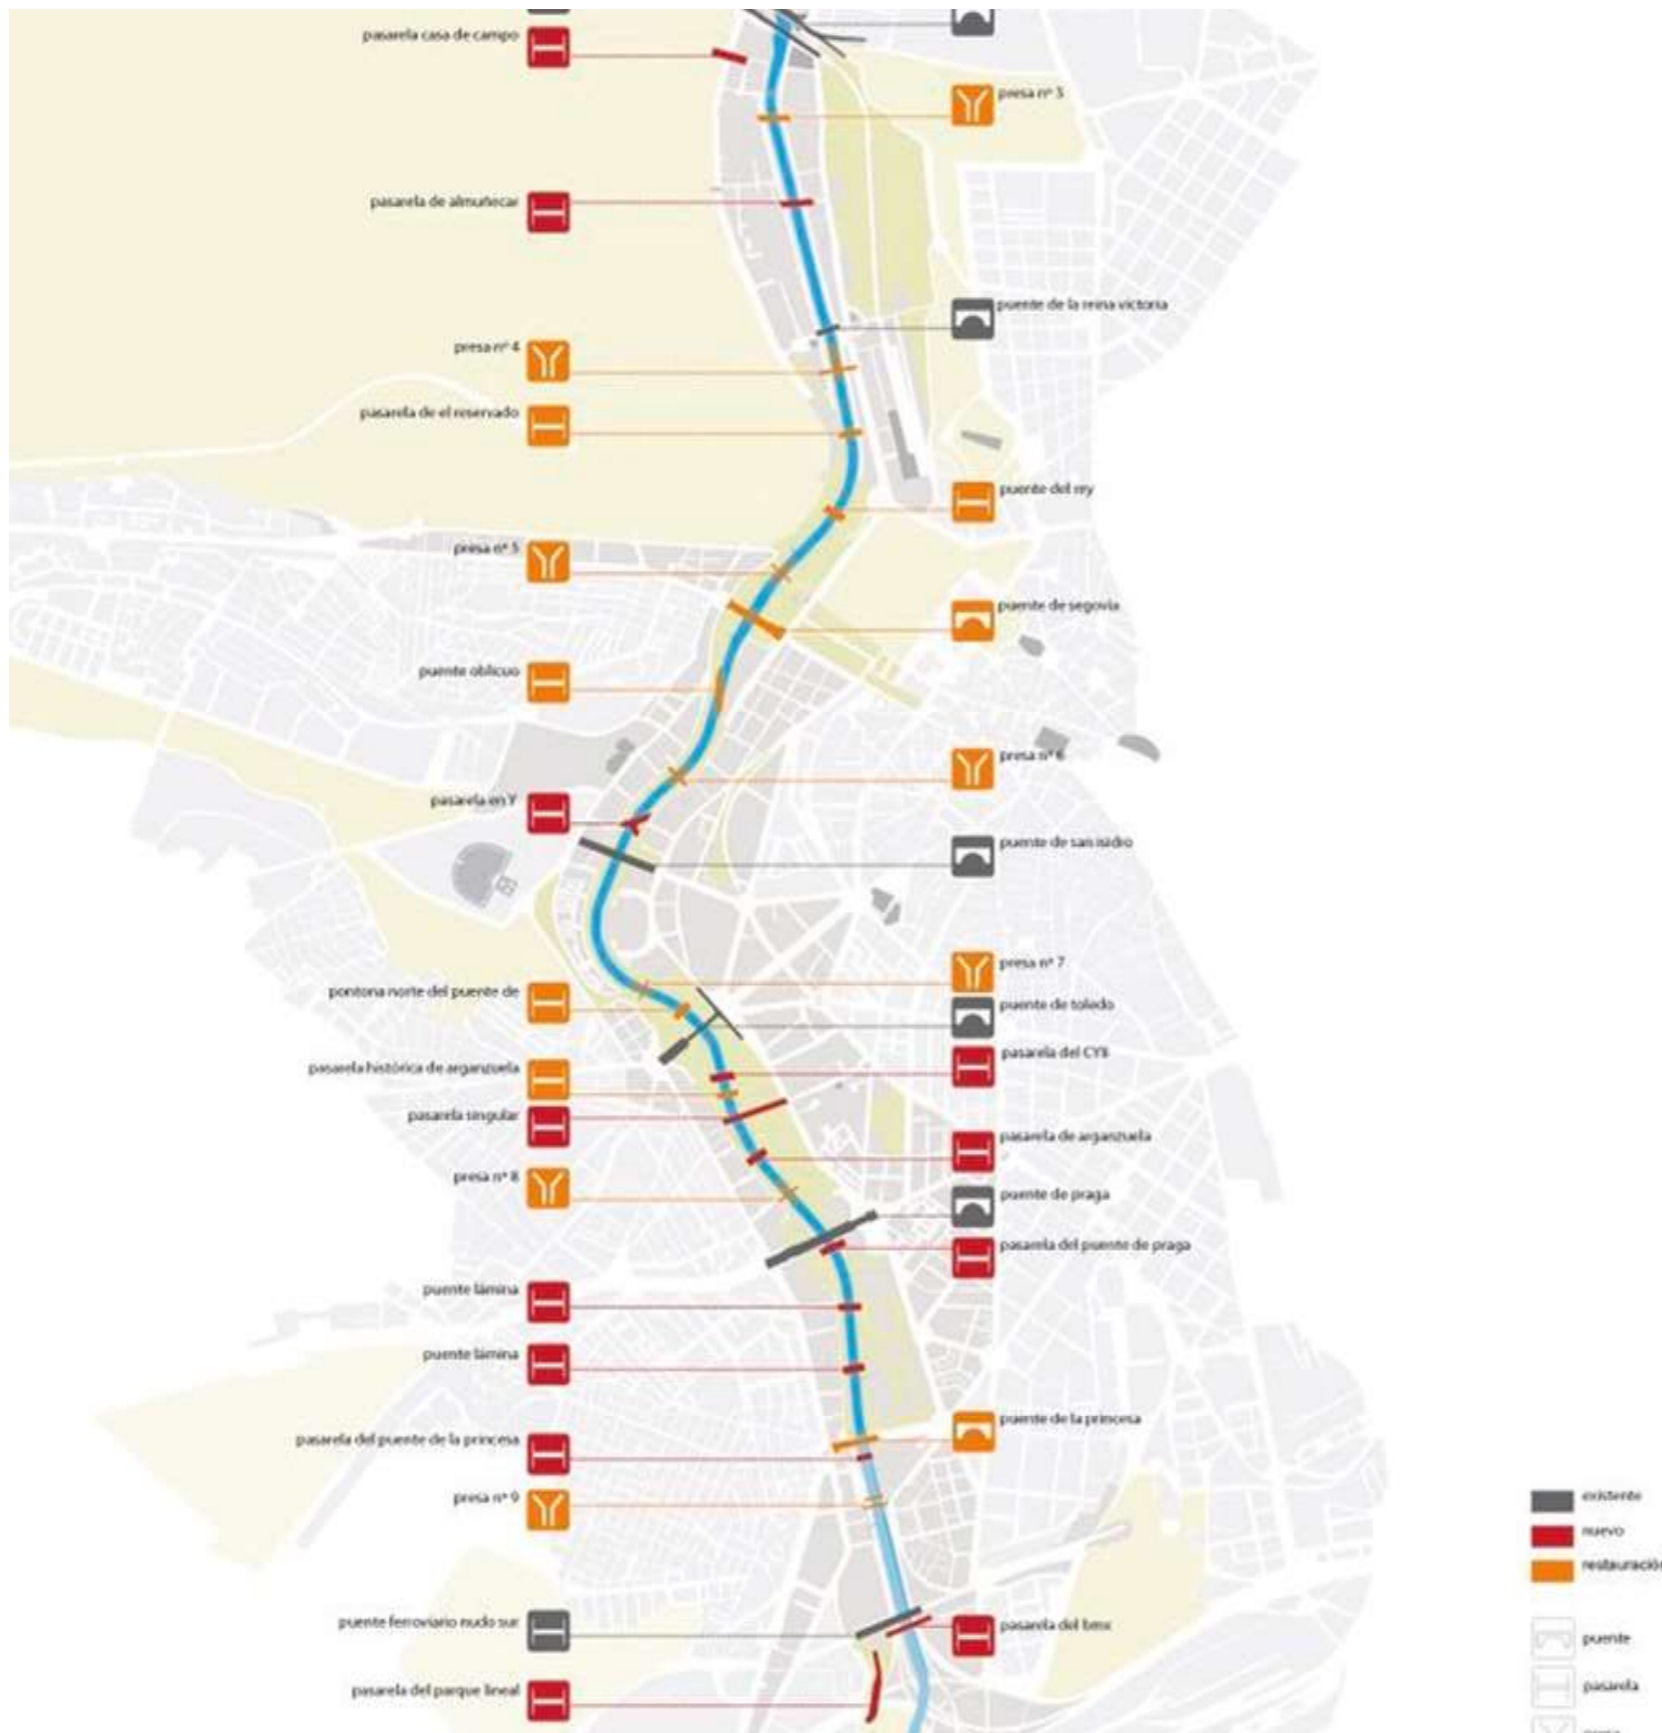 pasarela casa de campo
presa nº 3
pasarela de almuñecar
puente de la reina victoria
presa nº 4
pasarela de el reservado
puente del rey
presa nº 5
puente de segovia
puente oblicuo
presa nº 6
pasarela en Y
puente de san isidro
presa nº 7
pontona norte del puente de
puente de toledo
pasarela del CYII
pasarela histórica de arganzuela
pasarela singular
pasarela de arganzuela
presa nº 8
puente de praga
pasarela del puente de praga
puente lámina
puente lámina
puente de la princesa
pasarela del puente de la princesa
presa nº 9
existente
nuevo
restauración
puente ferroviario nudo sur
pasarela del bmx
puente
pasarela del parque lineal
pasarela